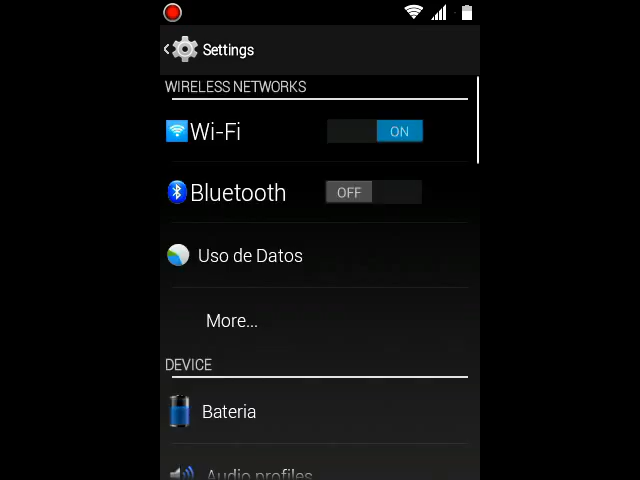 Settings
WIRELESS NETWORKS
Wi-Fi
ON
Bluetooth
OFF
Uso de Datos
More...
DEVICE
Bateria
Audio profiles